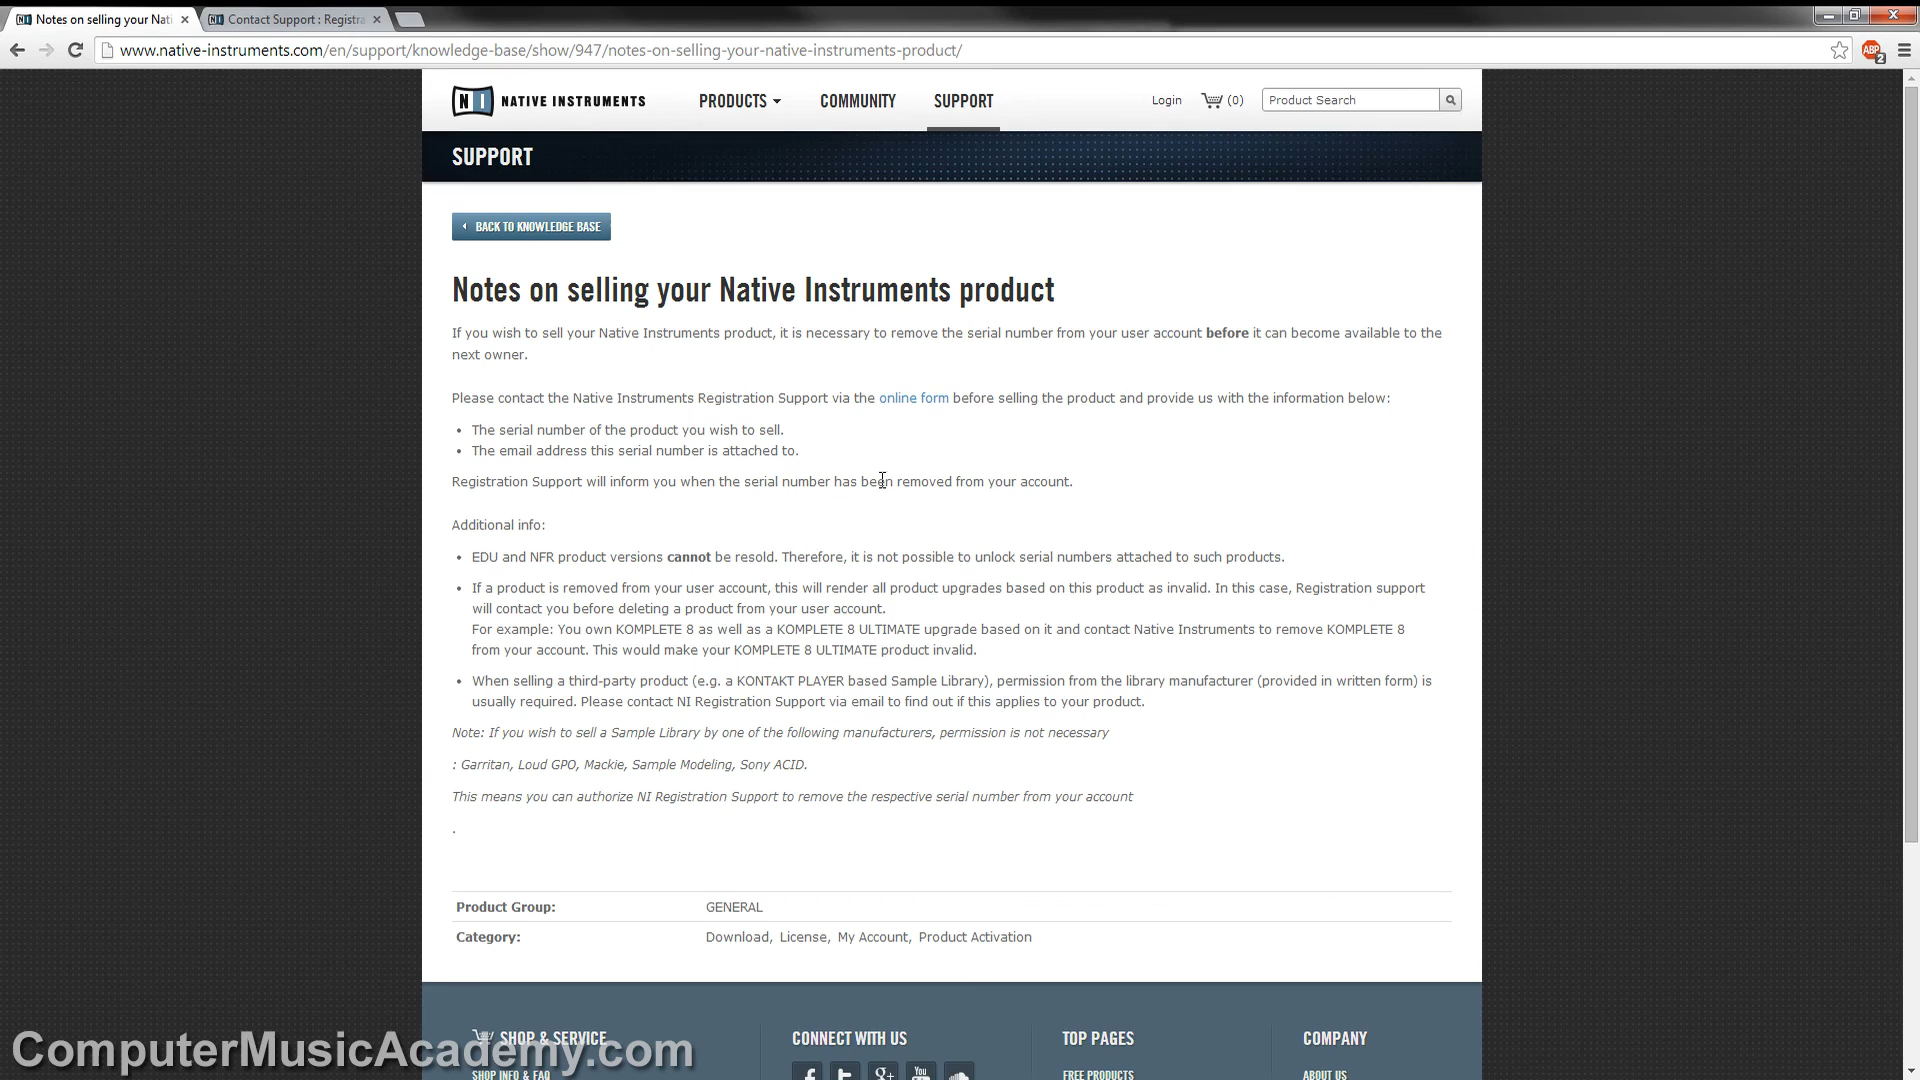 Notes on selling your Nati
Contact Support : Registra
www.native-instruments.com/en/support/knowledge-base/show/947/notes-on-selling-your-native-instruments-product/
ABP
2
NI NATIVE INSTRUMENTS
PRODUCTS
COMMUNITY
SUPPORT
Login
(0)
Product Search
SUPPORT
BACK TO KNOWLEDGE BASE
Notes on selling your Native Instruments product
If you wish to sell your Native Instruments product, it is necessary to remove the serial number from your user account before it can become available to the
next owner.
Please contact the Native Instruments Registration Support via the online form before selling the product and provide us with the information below:
• The serial number of the product you wish to sell.
• The email address this serial number is attached to.
Registration Support will inform you when the serial number has been removed from your account.
Additional info:
• EDU and NFR product versions cannot be resold. Therefore, it is not possible to unlock serial numbers attached to such products.
• If a product is removed from your user account, this will render all product upgrades based on this product as invalid. In this case, Registration support
will contact you before deleting a product from your user account.
For example: You own KOMPLETE 8 as well as a KOMPLETE 8 ULTIMATE upgrade based on it and contact Native Instruments to remove KOMPLETE 8
from your account. This would make your KOMPLETE 8 ULTIMATE product invalid.
• When selling a third-party product (e.g. a KONTAKT PLAYER based Sample Library), permission from the library manufacturer (provided in written form) is
usually required. Please contact NI Registration Support via email to find out if this applies to your product.
Note: If you wish to sell a Sample Library by one of the following manufacturers, permission is not necessary
: Garritan, Loud GPO, Mackie, Sample Modeling, Sony ACID.
This means you can authorize NI Registration Support to remove the respective serial number from your account
.
Product Group: GENERAL
Category: Download, License, My Account, Product Activation
SHOP & SERVICE
CONNECT WITH US
TOP PAGES
COMPANY
SHOP INFO & FAQ
g+
You
FREE PRODUCTS
ABOUT US
ComputerMusicAcademy.com